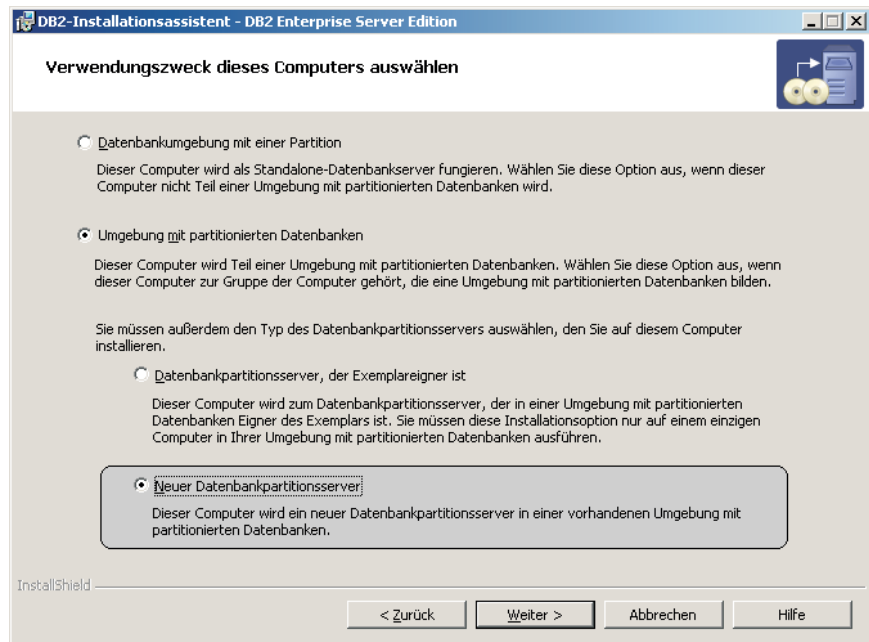 DB2-Installationsassistent - DB2 Enterprise Server Edition
Verwendungszweck dieses Computers auswählen
Datenbankumgebung mit einer Partition
Dieser Computer wird als Standalone-Datenbankserver fungieren. Wählen Sie diese Option aus, wenn dieser
Computer nicht Teil einer Umgebung mit partitionierten Datenbanken wird.
Umgebung mit partitionierten Datenbanken
Dieser Computer wird Teil einer Umgebung mit partitionierten Datenbanken. Wählen Sie diese Option aus, wenn
dieser Computer zur Gruppe der Computer gehört, die eine Umgebung mit partitionierten Datenbanken bilden.
Sie müssen außerdem den Typ des Datenbankpartitionsservers auswählen, den Sie auf diesem Computer
installieren.
Datenbankpartitionsserver, der Exemplareigner ist
Dieser Computer wird zum Datenbankpartitionsserver, der in einer Umgebung mit partitionierten
Datenbanken Eigner des Exemplars ist. Sie müssen diese Installationsoption nur auf einem einzigen
Computer in Ihrer Umgebung mit partitionierten Datenbanken ausführen.
Neuer Datenbankpartitionsserver
Dieser Computer wird ein neuer Datenbankpartitionsserver in einer vorhandenen Umgebung mit
partitionierten Datenbanken.
InstallShield
< Zurück
Weiter >
Abbrechen
Hilfe